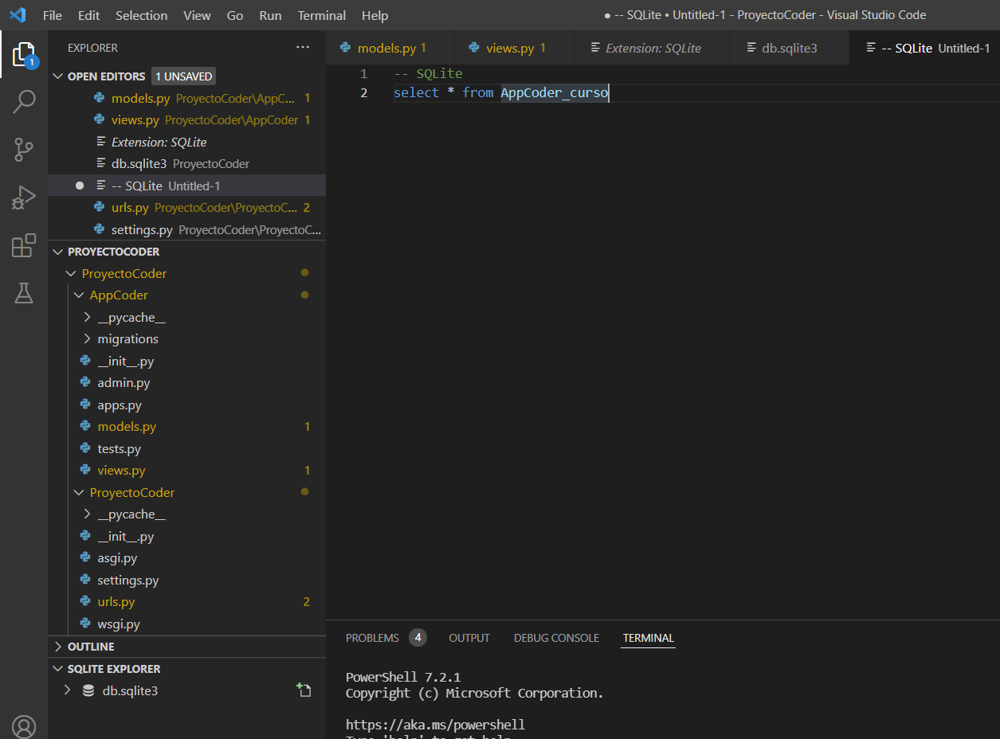 File Edit Selection View Go Run Terminal Help
● -- SQLite • Untitled-1 - ProyectoCoder - Visual Studio Code
1
EXPLORER ...
OPEN EDITORS 1 UNSAVED
models.py ProyectoCoder\AppC... 1
views.py ProyectoCoder\AppCoder 1
Extension: SQLite
db.sqlite3 ProyectoCoder
-- SQLite Untitled-1
urls.py ProyectoCoder\ProyectoC... 2
settings.py ProyectoCoder\ProyectoC...
PROYECTOCODER
ProyectoCoder
AppCoder
__pycache__
migrations
__init__.py
admin.py
apps.py
models.py 1
tests.py
views.py 1
ProyectoCoder
__pycache__
__init__.py
asgi.py
settings.py
urls.py 2
wsgi.py
OUTLINE
SQLITE EXPLORER
db.sqlite3
models.py 1 views.py 1 Extension: SQLite db.sqlite3 -- SQLite Untitled-1
1 -- SQLite
2 select * from AppCoder_curso
PROBLEMS 4 OUTPUT DEBUG CONSOLE TERMINAL
PowerShell 7.2.1
Copyright (c) Microsoft Corporation.
https://aka.ms/powershell
Type 'help' to get help.